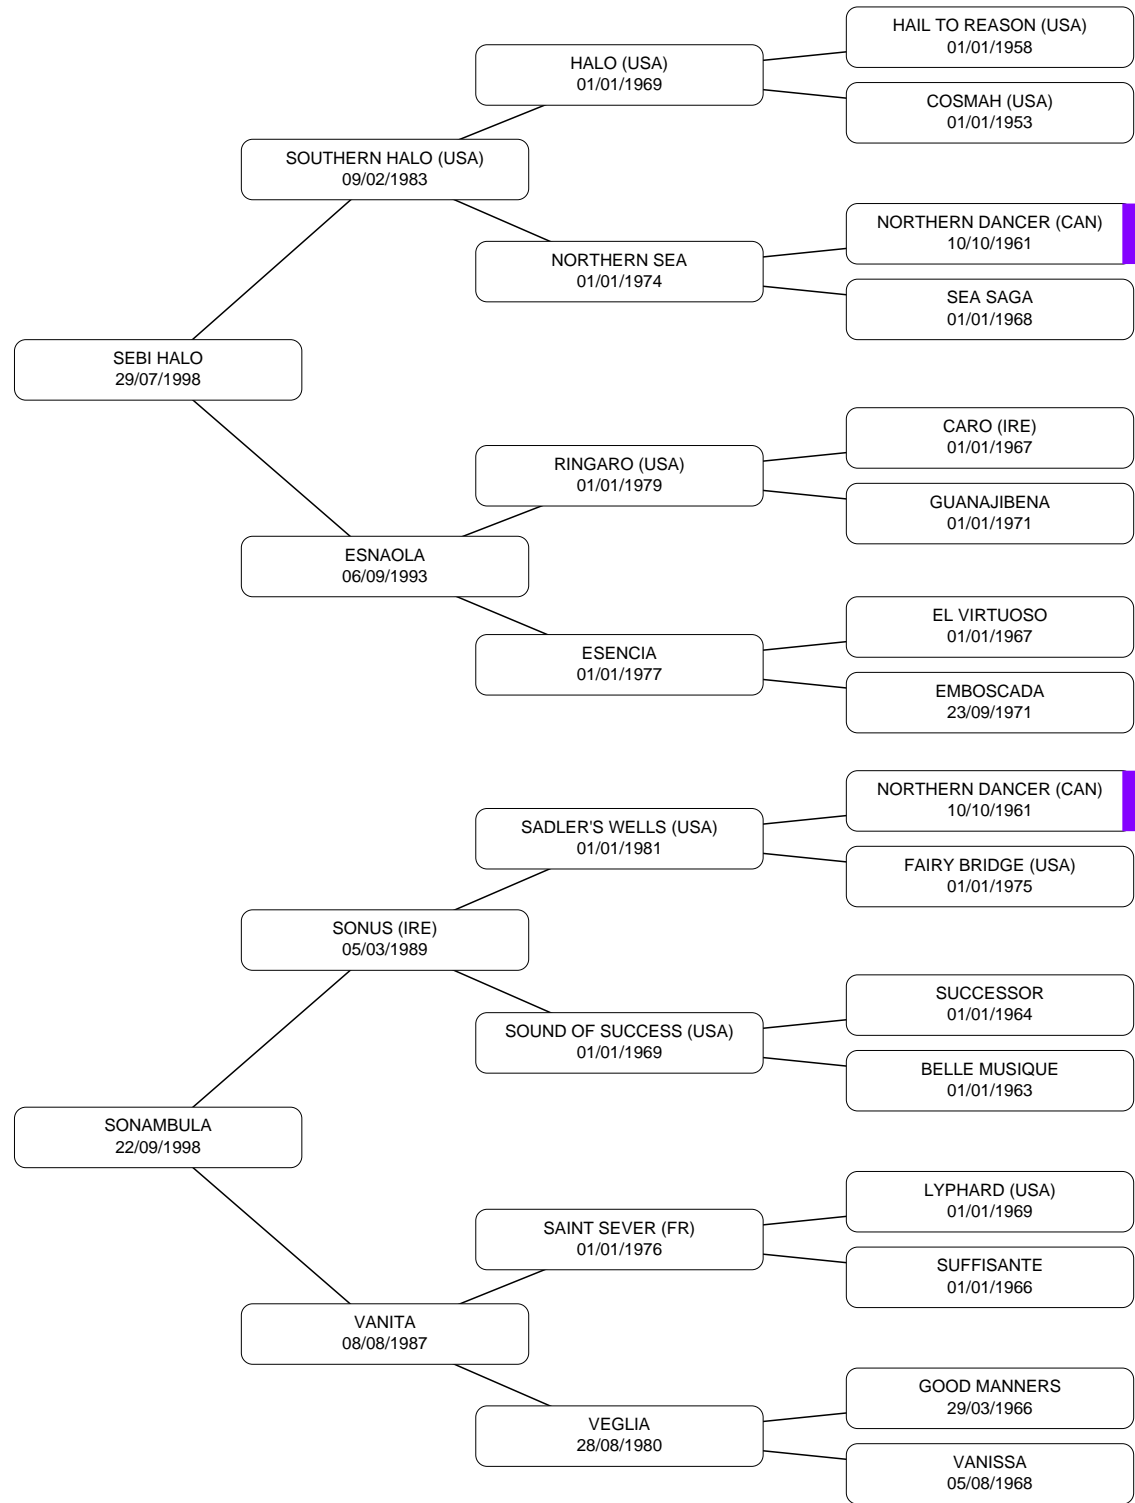 HAIL TO REASON (USA)
01/01/1958
HALO (USA)
01/01/1969
COSMAH (USA)
01/01/1953
SOUTHERN HALO (USA)
09/02/1983
NORTHERN DANCER (CAN)
10/10/1961
NORTHERN SEA
01/01/1974
SEA SAGA
01/01/1968
SEBI HALO
29/07/1998
CARO (IRE)
01/01/1967
RINGARO (USA)
01/01/1979
GUANAJIBENA
01/01/1971
ESNAOLA
06/09/1993
EL VIRTUOSO
01/01/1967
ESENCIA
01/01/1977
EMBOSCADA
23/09/1971
NORTHERN DANCER (CAN)
10/10/1961
SADLER'S WELLS (USA)
01/01/1981
FAIRY BRIDGE (USA)
01/01/1975
SONUS (IRE)
05/03/1989
SUCCESSOR
01/01/1964
SOUND OF SUCCESS (USA)
01/01/1969
BELLE MUSIQUE
01/01/1963
SONAMBULA
22/09/1998
LYPHARD (USA)
01/01/1969
SAINT SEVER (FR)
01/01/1976
SUFFISANTE
01/01/1966
VANITA
08/08/1987
GOOD MANNERS
29/03/1966
VEGLIA
28/08/1980
VANISSA
05/08/1968